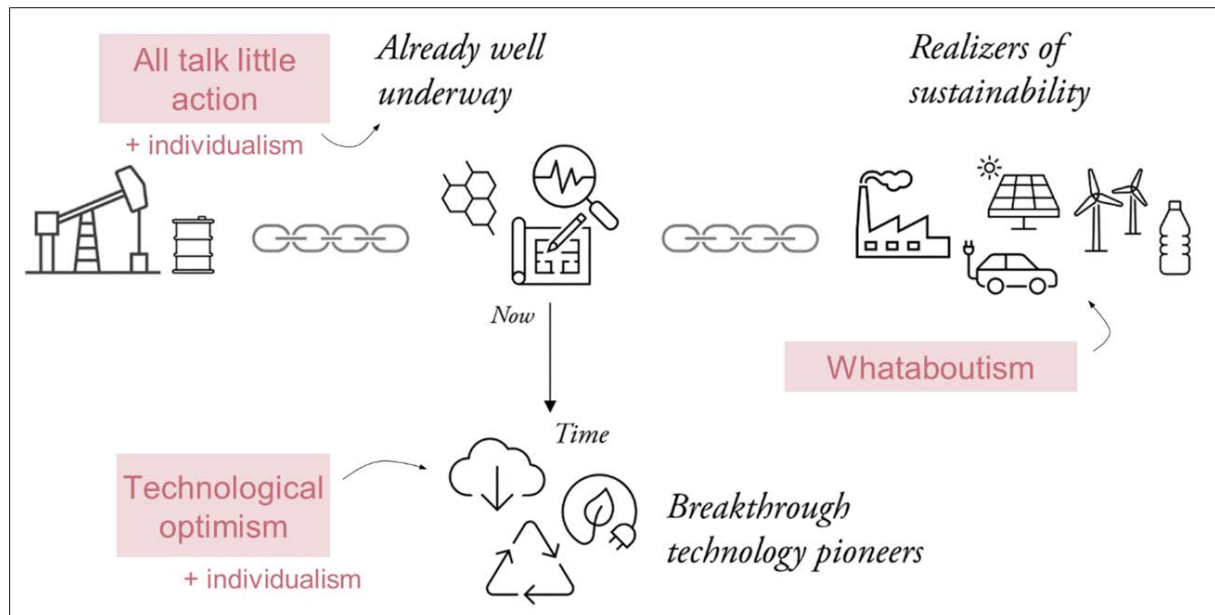 All talk little
action
+ individualism
Already well
underway
Realizers of
sustainability
Now
Whataboutism
Time
Technological
optimism
+ individualism
Breakthrough
technology pioneers